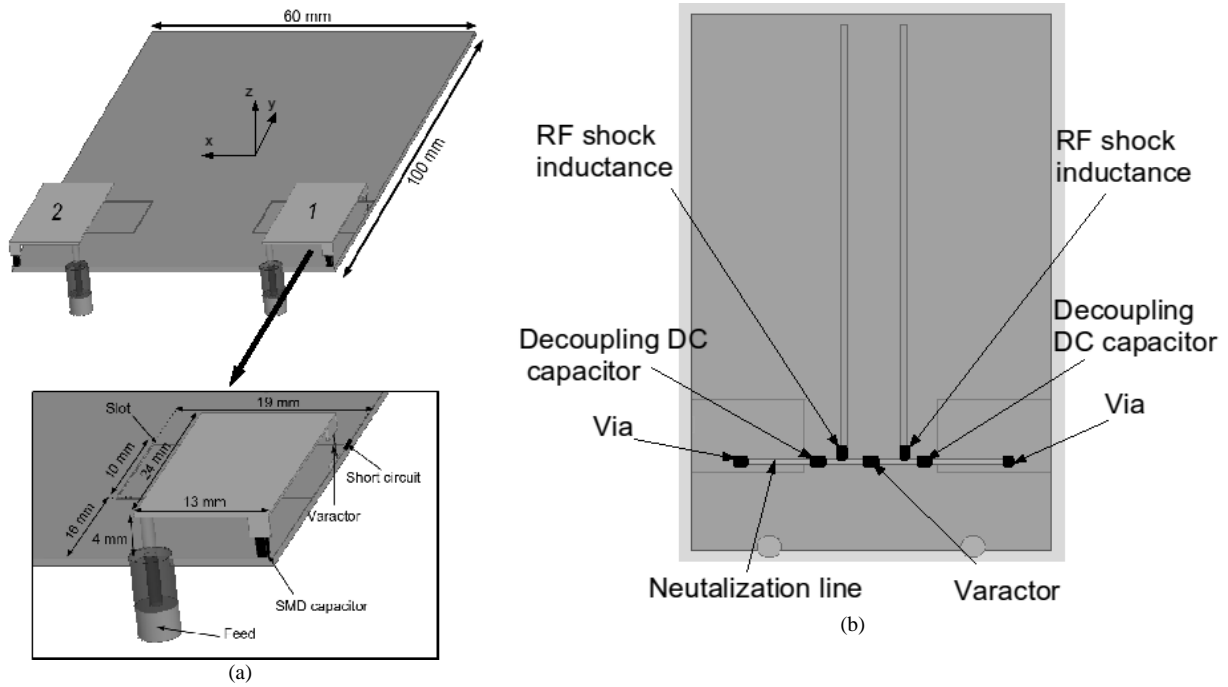 60 mm
z
y
x
100 mm
2
1
Slot
19 mm
10 mm
24 mm
Short circuit
13 mm
Varactor
16 mm
4 mm
SMD capacitor
Feed
(a)
RF shock
inductance
RF shock
inductance
Decoupling DC
capacitor
Decoupling
DC capacitor
Via
Via
Neutalization line
Varactor
(b)